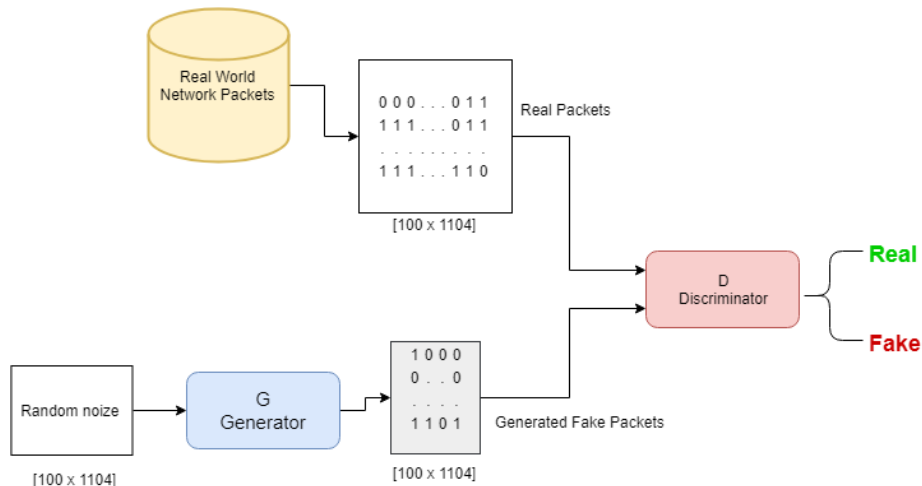 Real World
Network Packets
0 0 0 . . . 0 1 1
1 1 1 . . . 0 1 1
. . . . . . . . .
1 1 1 . . . 1 1 0
[100 x 1104]
Real Packets
D
Discriminator
Real
Fake
Random noize
[100 x 1104]
G
Generator
1 0 0 0
0 . . 0
. . . .
1 1 0 1
[100 x 1104]
Generated Fake Packets